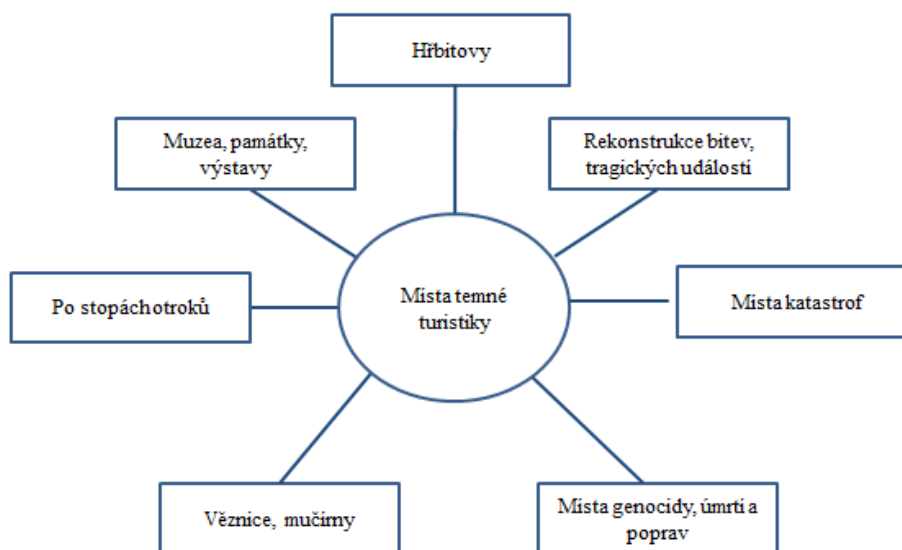 Hřbitovy
Muzea, památky,
výstavy
Rekonstrukce bitev,
tragických událostí
Po stopách otroků
Místa temné
turistiky
Místa katastrof
Věznice, mučírny
Místa genocidy, úmrtí a
poprav